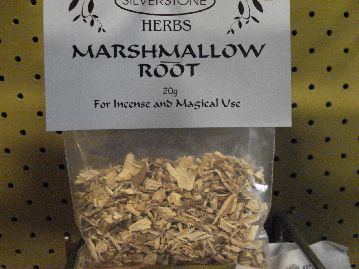 SILVERSTONE
HERBS
MARSHMALLOW
ROOT
20g
For Incense and Magical Use